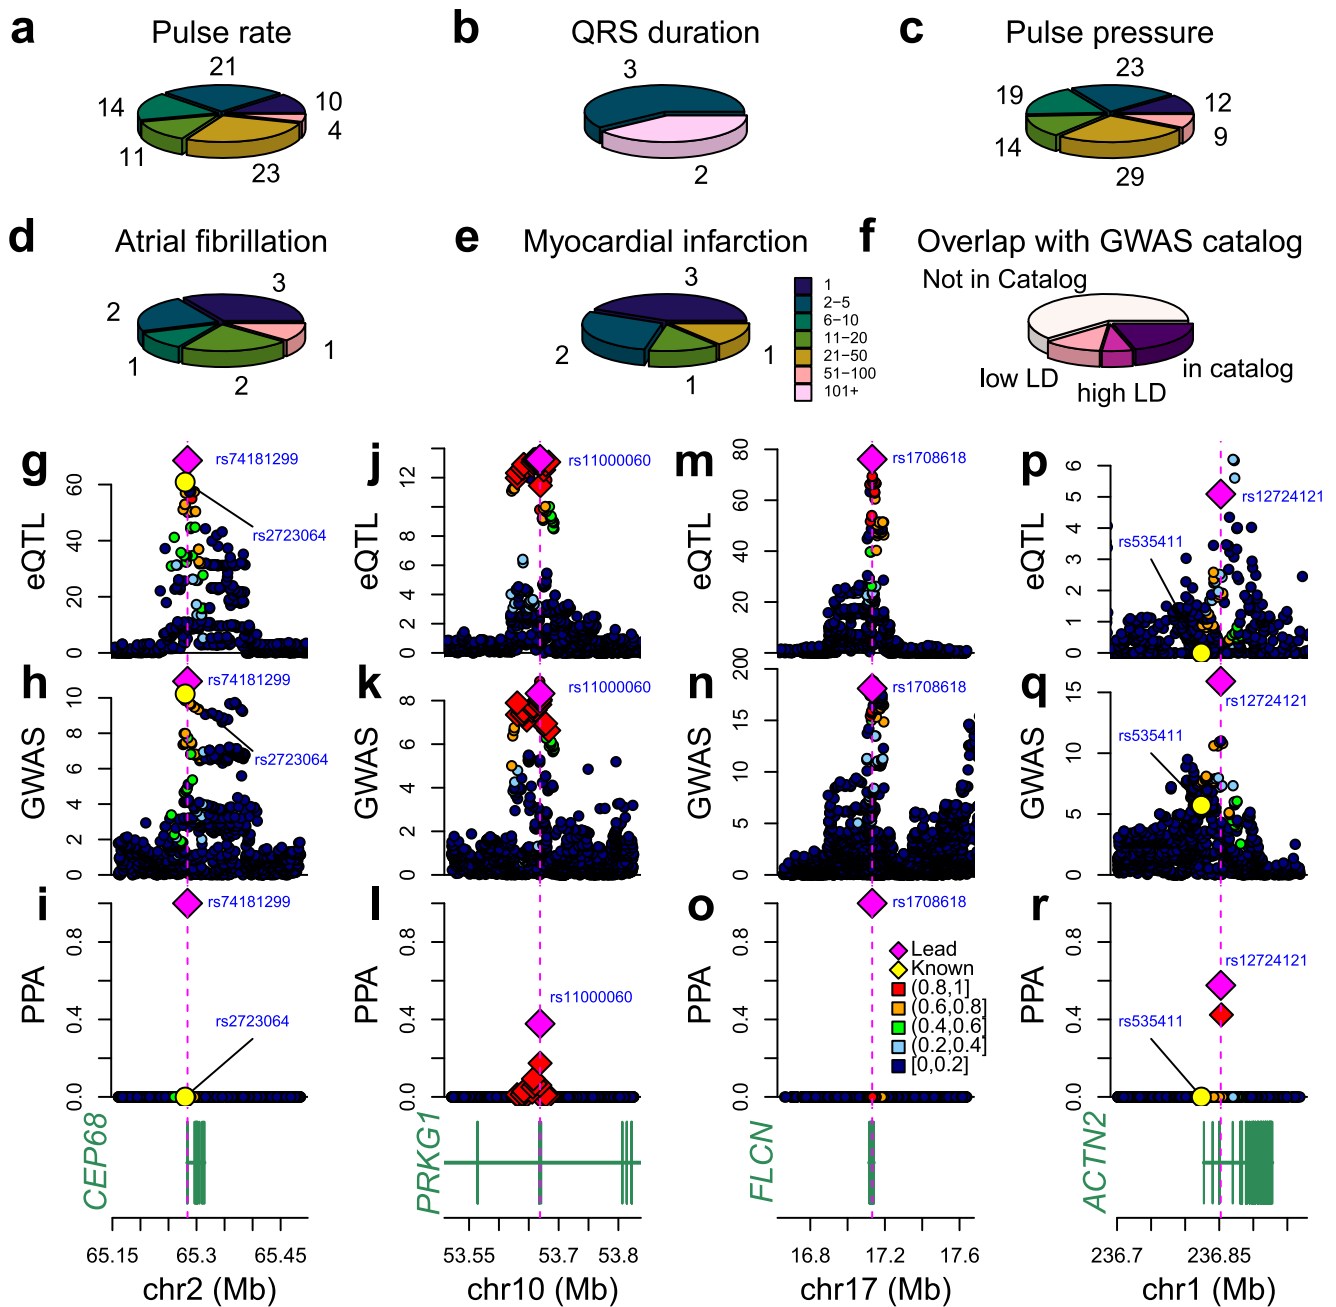 a Pulse rate
21
14
10
4
11
23
b QRS duration
3
2
c Pulse pressure
23
19
12
9
14
29
d Atrial fibrillation
3
2
1
1
2
e Myocardial infarction
3
2
1
1
1
2−5
6−10
11−20
21−50
51−100
101+
f Overlap with GWAS catalog
Not in Catalog
low LD
high LD
in catalog
g
eQTL
60
40
20
0
rs74181299
rs2723064
h
GWAS
10
8
6
4
2
0
rs74181299
rs2723064
i
PPA
0.8
0.4
0.0
rs74181299
rs2723064
CEP68
65.15 65.3 65.45
chr2 (Mb)
j
eQTL
12
10
8
6
4
2
0
rs11000060
k
GWAS
8
6
4
2
0
rs11000060
l
PPA
0.8
0.4
0.0
rs11000060
PRKG1
53.55 53.7 53.8
chr10 (Mb)
m
eQTL
80
60
40
20
0
rs1708618
n
GWAS
200
15
10
5
0
rs1708618
o
PPA
0.8
0.4
0.0
rs1708618
Lead
Known
(0.8,1]
(0.6,0.8]
(0.4,0.6]
(0.2,0.4]
[0,0.2]
FLCN
16.8 17.2 17.6
chr17 (Mb)
p
eQTL
6
5
4
3
2
1
0
rs12724121
rs535411
q
GWAS
15
10
5
0
rs12724121
rs535411
r
PPA
0.8
0.4
0.0
rs12724121
rs535411
ACTN2
236.7 236.85
chr1 (Mb)